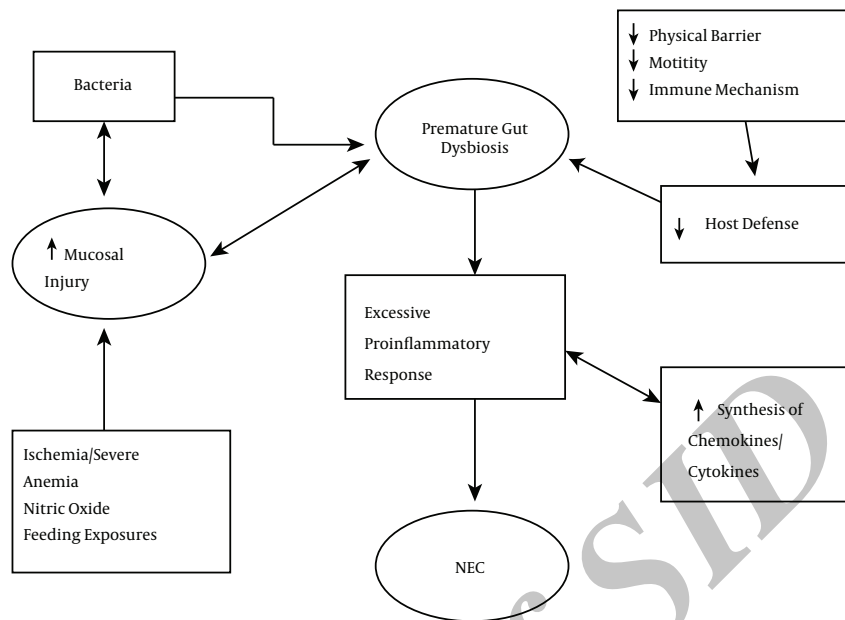 Bacteria
Premature Gut
Dysbiosis
↓ Physical Barrier
↓ Motitity
↓ Immune Mechanism
↑ Mucosal
Injury
↓ Host Defense
Excessive
Proinflammatory
Response
↑ Synthesis of
Chemokines/
Cytokines
Ischemia/Severe
Anemia
Nitric Oxide
Feeding Exposures
NEC
SID